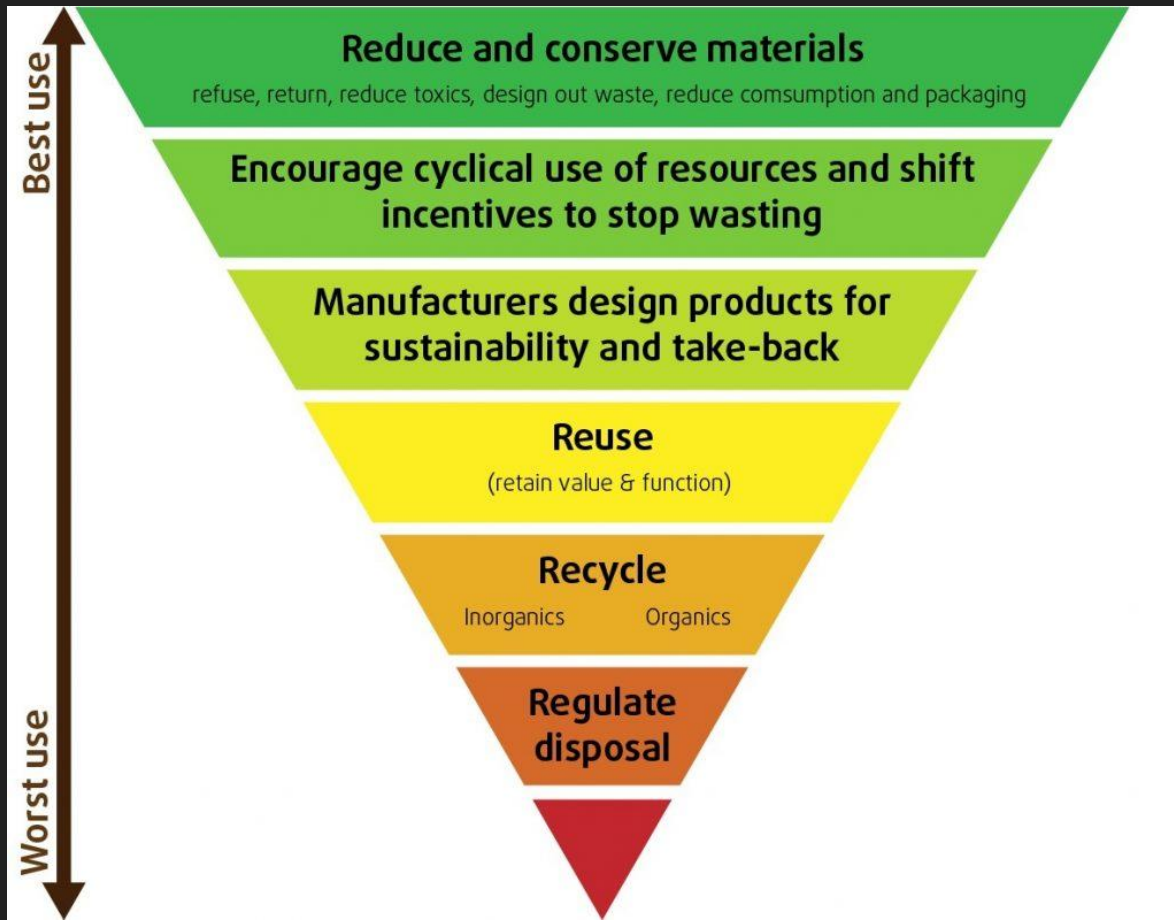 Best use
Worst use
Reduce and conserve materials
refuse, return, reduce toxics, design out waste, reduce comsumption and packaging
Encourage cyclical use of resources and shift
incentives to stop wasting
Manufacturers design products for
sustainability and take-back
Reuse
(retain value & function)
Recycle
Inorganics Organics
Regulate
disposal